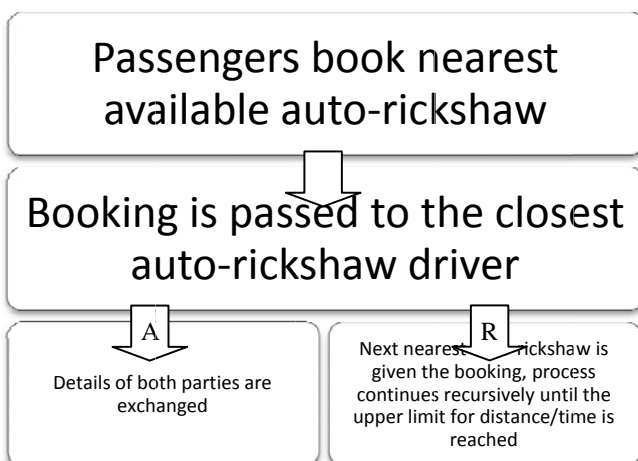 Passengers book nearest
available auto-rickshaw
Booking is passed to the closest
auto-rickshaw driver
A
R
Details of both parties are
exchanged
Next nearest rickshaw is
given the booking, process
continues recursively until the
upper limit for distance/time is
reached